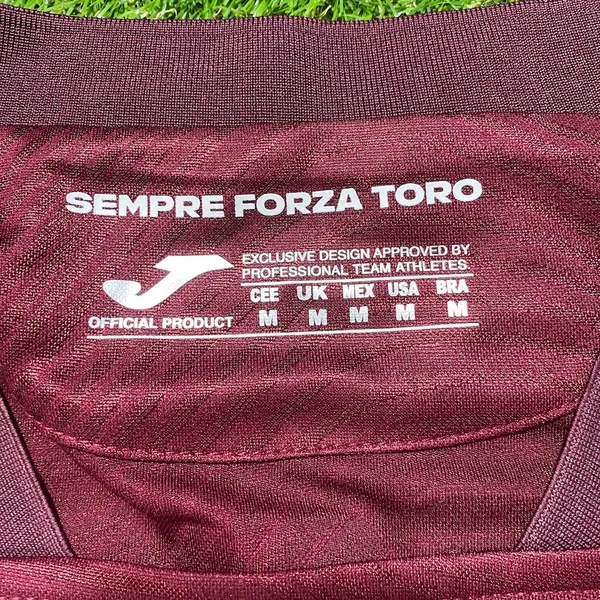 SEMPRE FORZA TORO
EXCLUSIVE DESIGN APPROVED BY
PROFESSIONAL TEAM ATHLETES
OFFICIAL PRODUCT
CEE UK MEX USA BRA
M M M M M